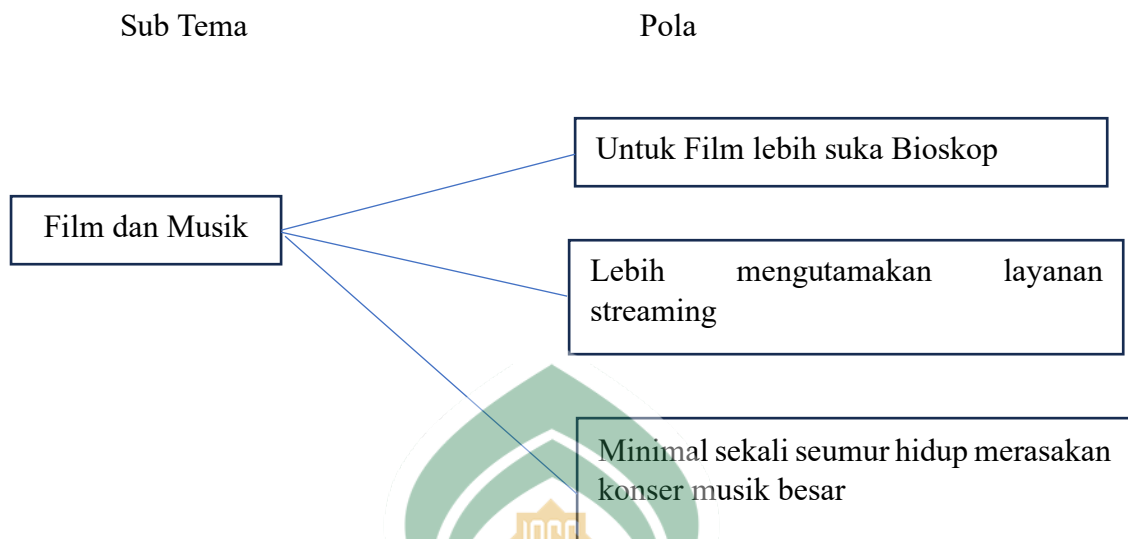 Sub Tema
Pola
Untuk Film lebih suka Bioskop
Film dan Musik
Lebih mengutamakan layanan
streaming
Minimal sekali seumur hidup merasakan
konser musik besar